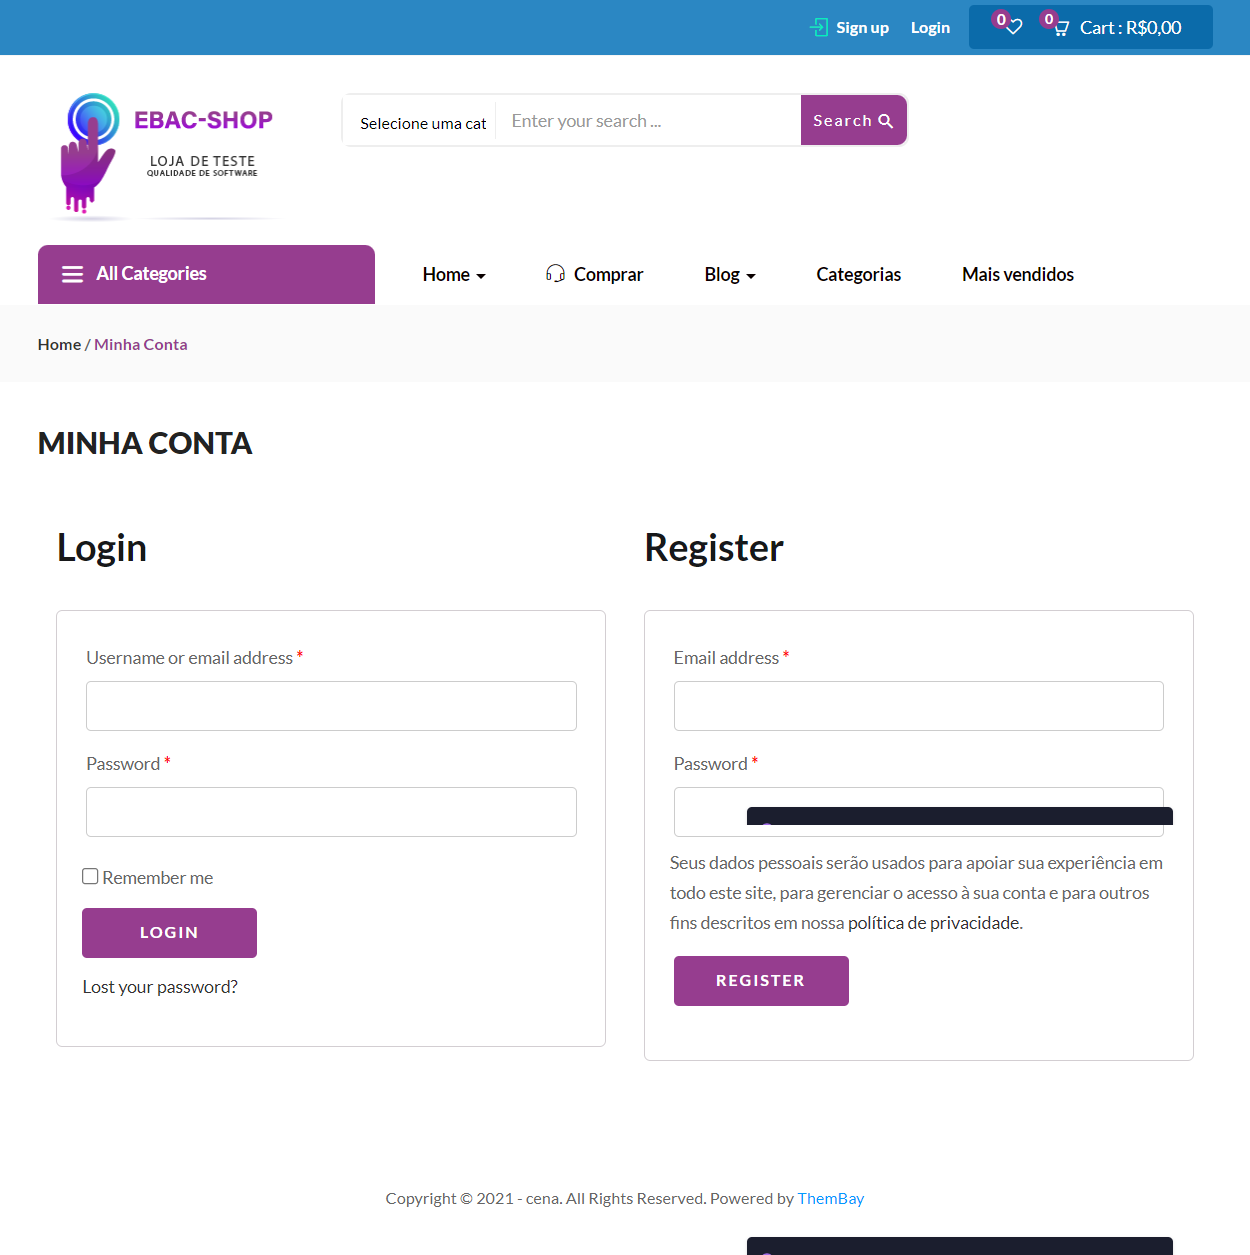 Sign up Login 0 0 Cart : R$0,00
EBAC-SHOP
LOJA DE TESTE
QUALIDADE DE SOFTWARE
Selecione uma cat Enter your search ... Search
All Categories Home Comprar Blog Categorias Mais vendidos
Home / Minha Conta
MINHA CONTA
Login
Username or email address *
Password *
Remember me
LOGIN
Lost your password?
Register
Email address *
Password *
Seus dados pessoais serão usados para apoiar sua experiência em
todo este site, para gerenciar o acesso à sua conta e para outros
fins descritos em nossa política de privacidade.
REGISTER
Copyright © 2021 - cena. All Rights Reserved. Powered by ThemBay